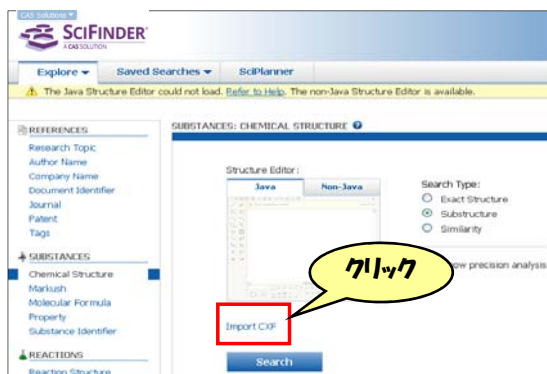 CAS Solutions ▼
SCIFINDER®
A CAS SOLUTION
Explore ▼ Saved Searches ▼ SciPlanner
The Java Structure Editor could not load. Refer to Help. The non-Java Structure Editor is available.
REFERENCES
Research Topic
Author Name
Company Name
Document Identifier
Journal
Patent
Tags
SUBSTANCES
Chemical Structure
Markush
Molecular Formula
Property
Substance Identifier
REACTIONS
Reaction Structure
SUBSTANCES: CHEMICAL STRUCTURE
Structure Editor:
Java Non-Java
Search Type:
Exact Structure
Substructure
Similarity
precision analysis
クリック
Import CXF
Search